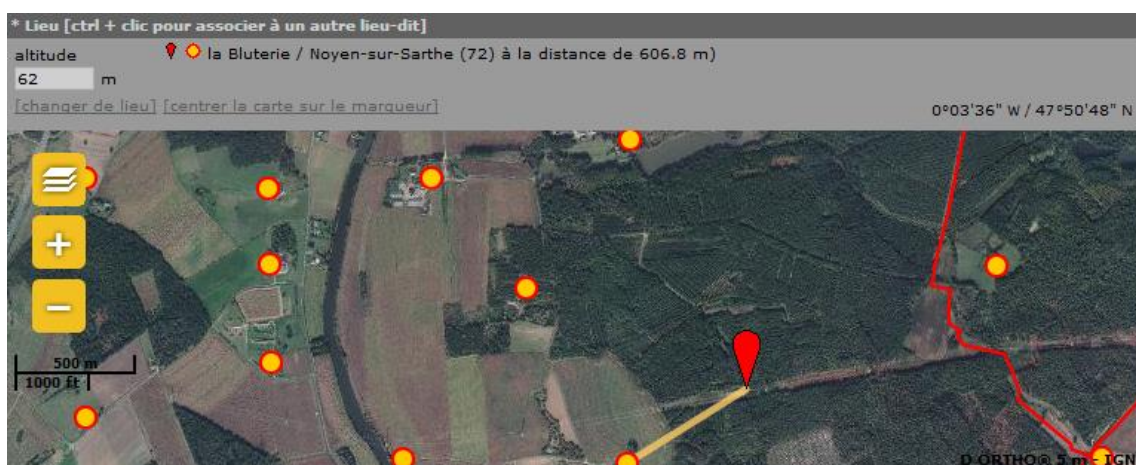 * Lieu [ctrl + clic pour associer à un autre lieu-dit]
altitude
la Bluterie / Noyen-sur-Sarthe (72) à la distance de 606.8 m)
62 m
[changer de lieu] [centrer la carte sur le marqueur]
0°03'36" W / 47°50'48" N
+
−
500 m
1000 ft
D ORTHO® 5 m - IGN